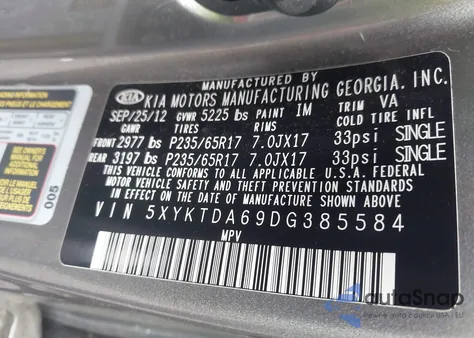 MANUFACTURED BY
KIA KIA MOTORS MANUFACTURING GEORGIA, INC.
SEP/25/12 GVWR 5225 lbs PAINT IM TRIM VA
GAWR TIRES RIMS COLD TIRE INFL
FRONT 2977 lbs P235/65R17 7.0JX17 33psi SINGLE
REAR 3197 lbs P235/65R17 7.0JX17 33psi SINGLE
THIS VEHICLE CONFORMS TO ALL APPLICABLE U.S.A. FEDERAL
MOTOR VEHICLE SAFETY AND THEFT PREVENTION STANDARDS
IN EFFECT ON THE DATE OF MANUFACTURE SHOWN ABOVE.
VIN 5XYKTDA69DG385584
MPV
005
autoSnap